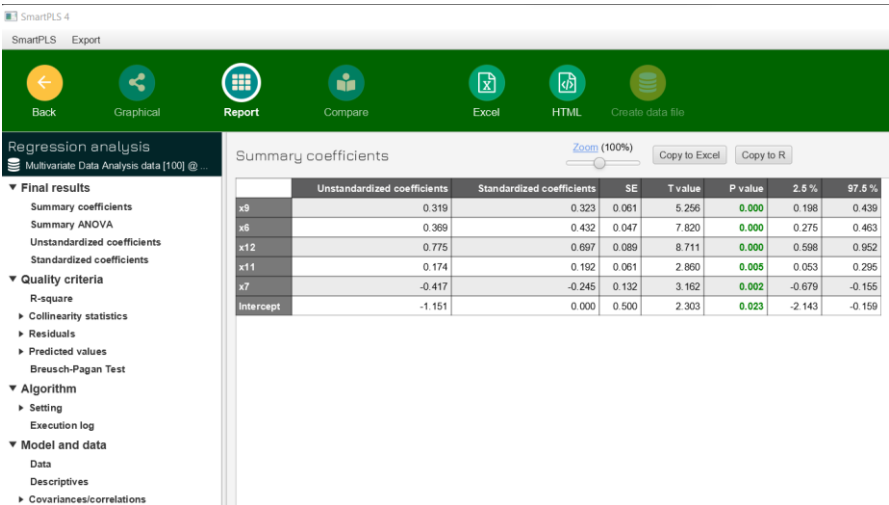 SmartPLS 4
SmartPLS Export
Back Graphical Report Compare Excel HTML Create data file
Regression analysis
Multivariate Data Analysis data [100] @ ...
▼ Final results
Summary coefficients
Summary ANOVA
Unstandardized coefficients
Standardized coefficients
▼ Quality criteria
R-square
▸ Collinearity statistics
▸ Residuals
▸ Predicted values
Breusch-Pagan Test
▼ Algorithm
▸ Setting
Execution log
▼ Model and data
Data
Descriptives
▸ Covariances/correlations
Summary coefficients Zoom (100%) Copy to Excel Copy to R
Unstandardized coefficients Standardized coefficients SE T value P value 2.5 % 97.5 %
x9 0.319 0.323 0.061 5.256 0.000 0.198 0.439
x6 0.369 0.432 0.047 7.820 0.000 0.275 0.463
x12 0.775 0.697 0.089 8.711 0.000 0.598 0.952
x11 0.174 0.192 0.061 2.860 0.005 0.053 0.295
x7 -0.417 -0.245 0.132 3.162 0.002 -0.679 -0.155
Intercept -1.151 0.000 0.500 2.303 0.023 -2.143 -0.159